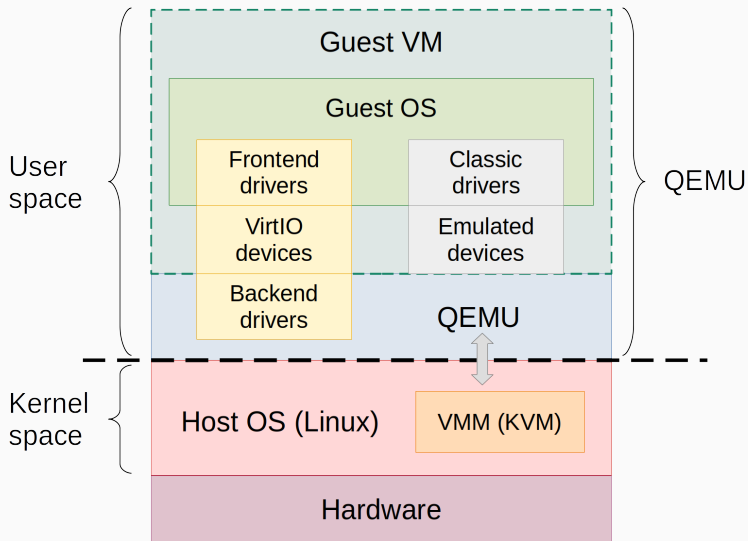 Guest VM
Guest OS
Frontend
drivers
Classic
drivers
User
space
QEMU
VirtIO
devices
Emulated
devices
Backend
drivers
QEMU
Kernel
space
Host OS (Linux)
VMM (KVM)
Hardware